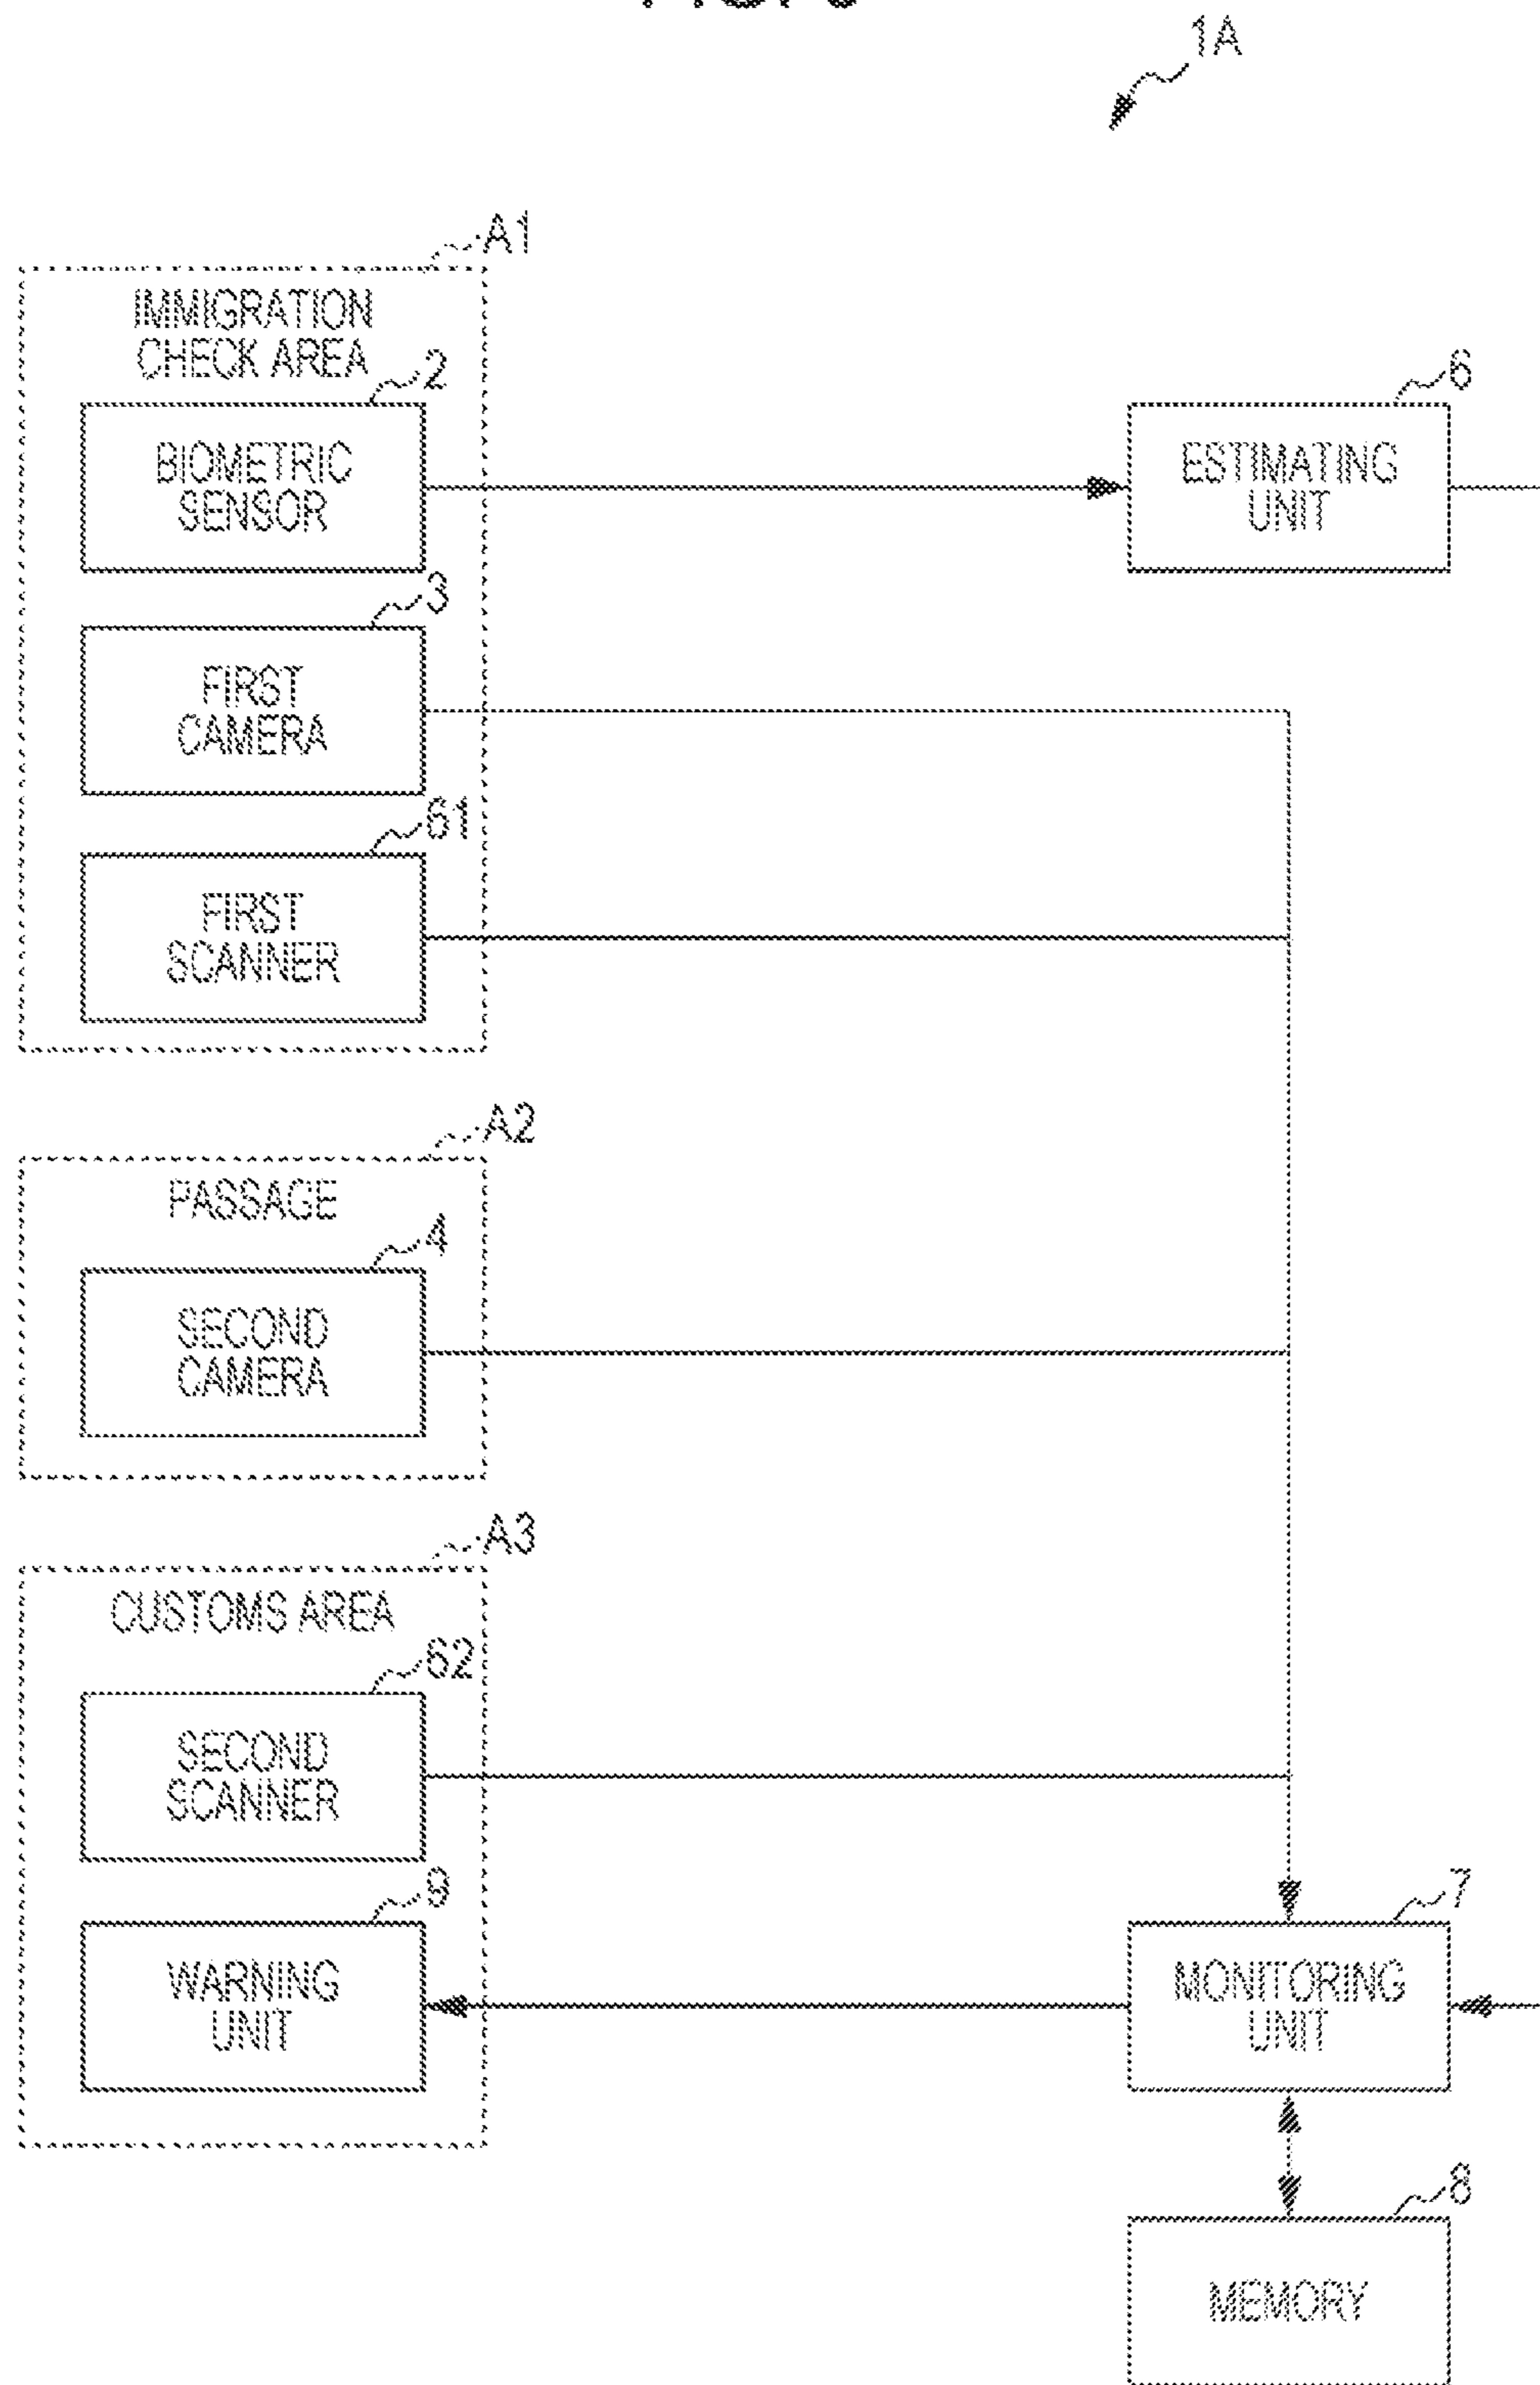 1A
A1
IMMIGRATION
CHECK AREA
2
BIOMETRIC
SENSOR
6
ESTIMATING
UNIT
3
FIRST
CAMERA
61
FIRST
SCANNER
A2
PASSAGE
4
SECOND
CAMERA
A3
CUSTOMS AREA
62
SECOND
SCANNER
9
WARNING
UNIT
7
MONITORING
UNIT
8
MEMORY